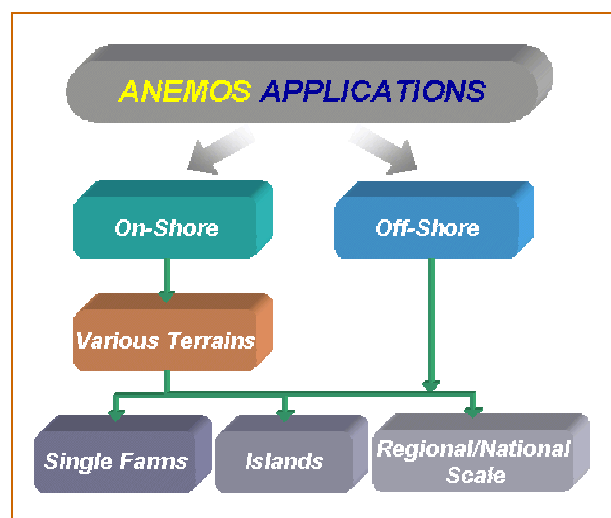 ANEMOS APPLICATIONS
On-Shore
Off-Shore
Various Terrains
Single Farms
Islands
Regional/National
Scale